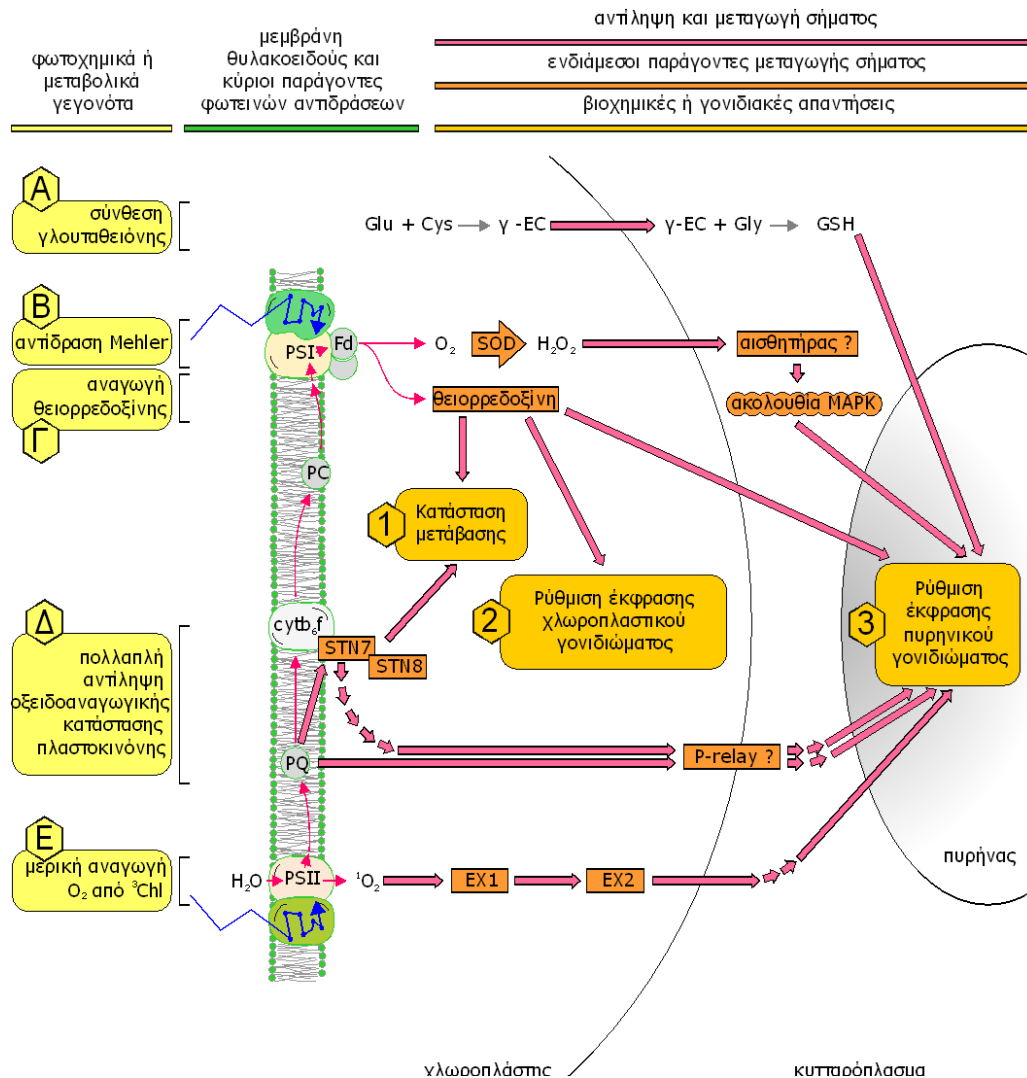 φωτοχημικά ή
μεταβολικά
γεγονότα
μεμβράνη
θυλακοειδούς και
κύριοι παράγοντες
φωτεινών αντιδράσεων
αντίληψη και μεταγωγή σήματος
ενδιάμεσοι παράγοντες μεταγωγής σήματος
βιοχημικές ή γονιδιακές απαντήσεις
Α
σύνθεση
γλουταθειόνης
Glu + Cys
γ -EC
γ-EC + Gly
GSH
Β
αντίδραση Mehler
PSI
Fd
O₂
SOD
H₂O₂
αισθητήρας ?
ακολουθία MAPK
αναγωγή
θειορρεδοξίνης
Γ
θειορρεδοξίνη
PC
1
Κατάσταση
μετάβασης
2
Ρύθμιση έκφρασης
χλωροπλαστικού
γονιδιώματος
3
Ρύθμιση
έκφρασης
πυρηνικού
γονιδιώματος
Δ
πολλαπλή
αντίληψη
οξειδοαναγωγικής
κατάστασης
πλαστοκινόνης
cytb₆f
STN7
STN8
PQ
P-relay ?
Ε
μερική αναγωγή
O₂ από ³Chl
H₂O
PSII
¹O₂
EX1
EX2
πυρήνας
χλωροπλάστης
κυτταρόπλασμα